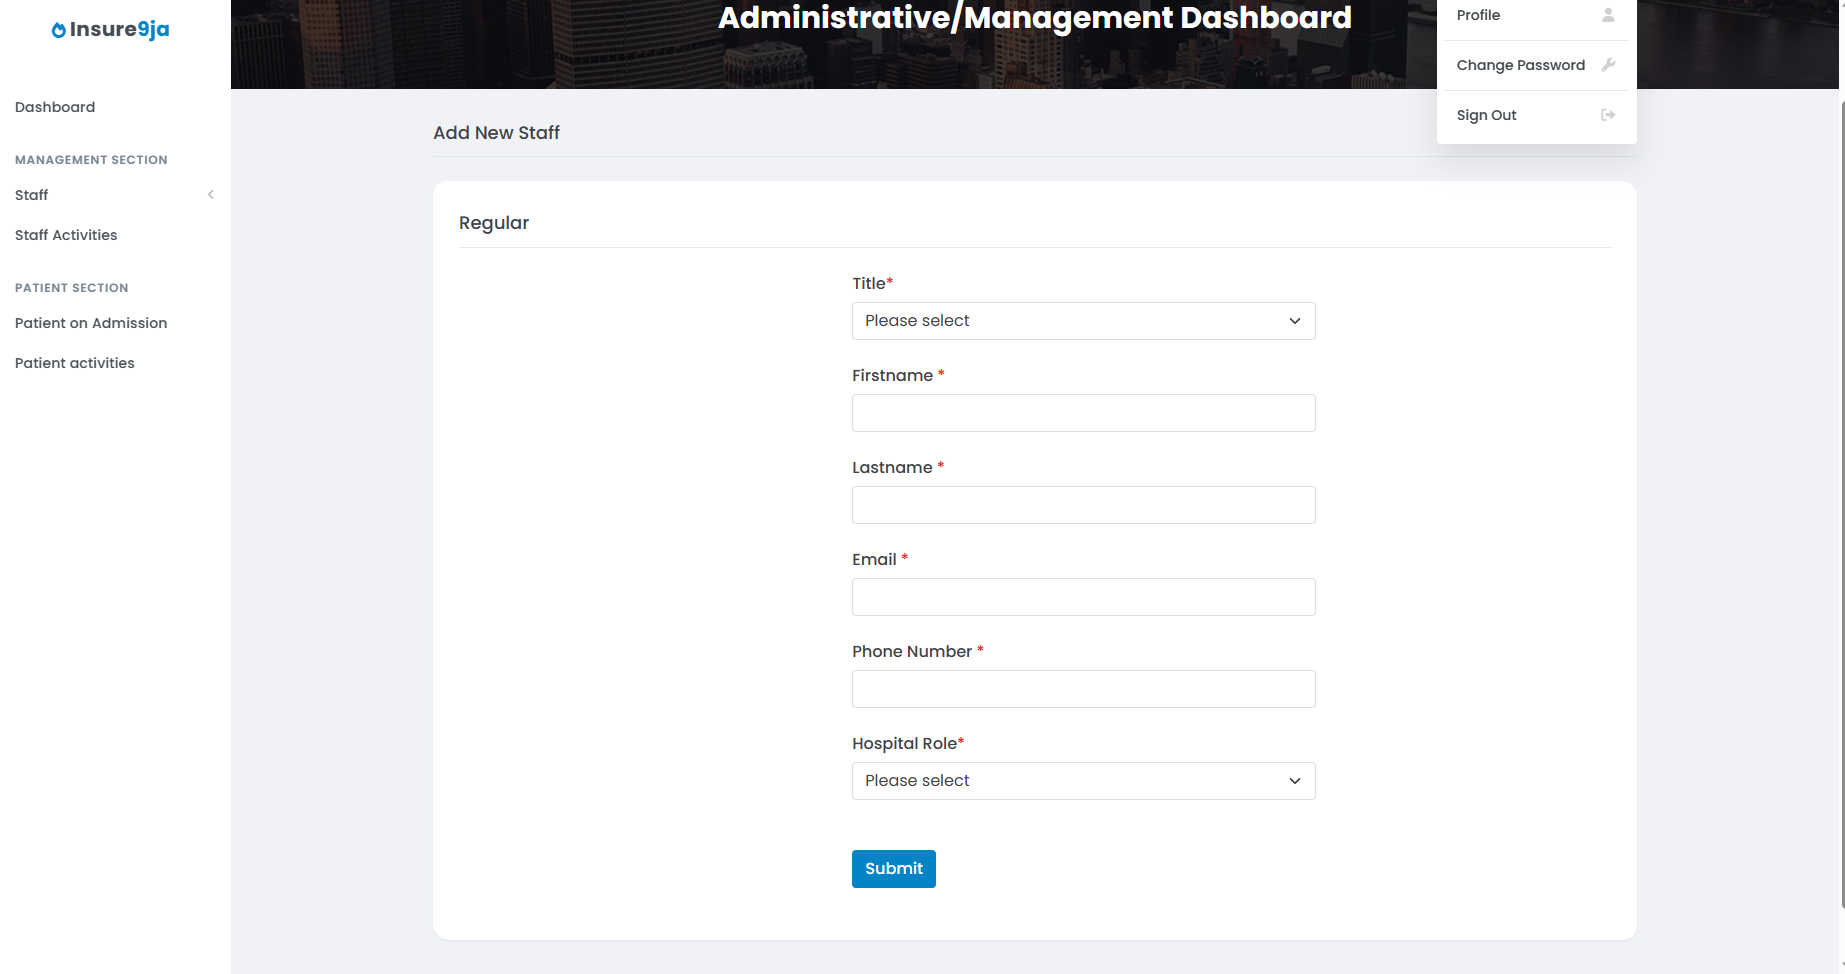 Insure9ja
Dashboard
MANAGEMENT SECTION
Staff
Staff Activities
PATIENT SECTION
Patient on Admission
Patient activities
Administrative/Management Dashboard
Profile
Change Password
Sign Out
Add New Staff
Regular
Title*
Please select
Firstname *
Lastname *
Email *
Phone Number *
Hospital Role*
Please select
Submit